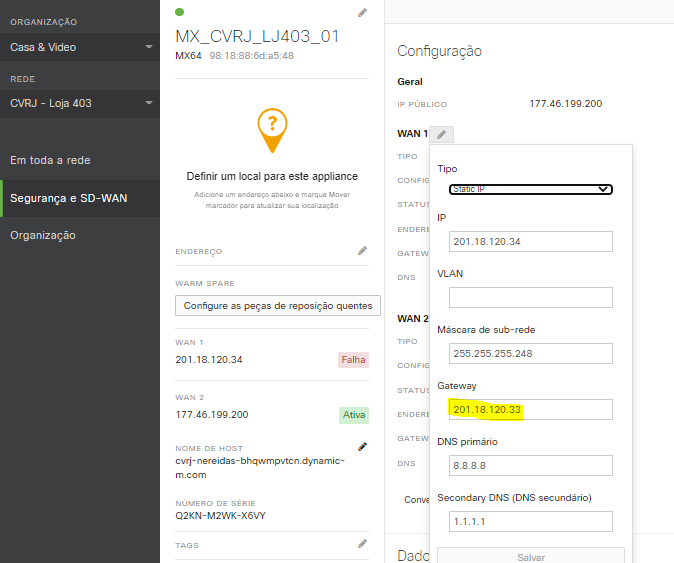 ORGANIZAÇÃO
Casa & Video
REDE
CVRJ - Loja 403
Em toda a rede
Segurança e SD-WAN
Organização
MX_CVRJ_LJ403_01
MX64 98:18:88:6d:a5:48
?
Definir um local para este appliance
Adicione um endereço abaixo e marque Mover
marcador para atualizar sua localização
ENDEREÇO
WARM SPARE
Configure as peças de reposição quentes
WAN 1
201.18.120.34 Falha
WAN 2
177.46.199.200 Ativa
NOME DE HOST
cvrj-nereidas-bhqwmpvtcn.dynamic-
m.com
NÚMERO DE SÉRIE
Q2KN-M2WK-X6VY
TAGS
Configuração
Geral
IP PÚBLICO 177.46.199.200
WAN 1
TIPO
CONFIG
STATUS
ENDERE
GATEW
DNS
WAN 2
TIPO
CONFIG
STATUS
ENDERE
GATEW
DNS
Conve
Dado
Tipo
Static IP
IP
201.18.120.34
VLAN
Máscara de sub-rede
255.255.255.248
Gateway
201.18.120.33
DNS primário
8.8.8.8
Secondary DNS (DNS secundário)
1.1.1.1
Salvar